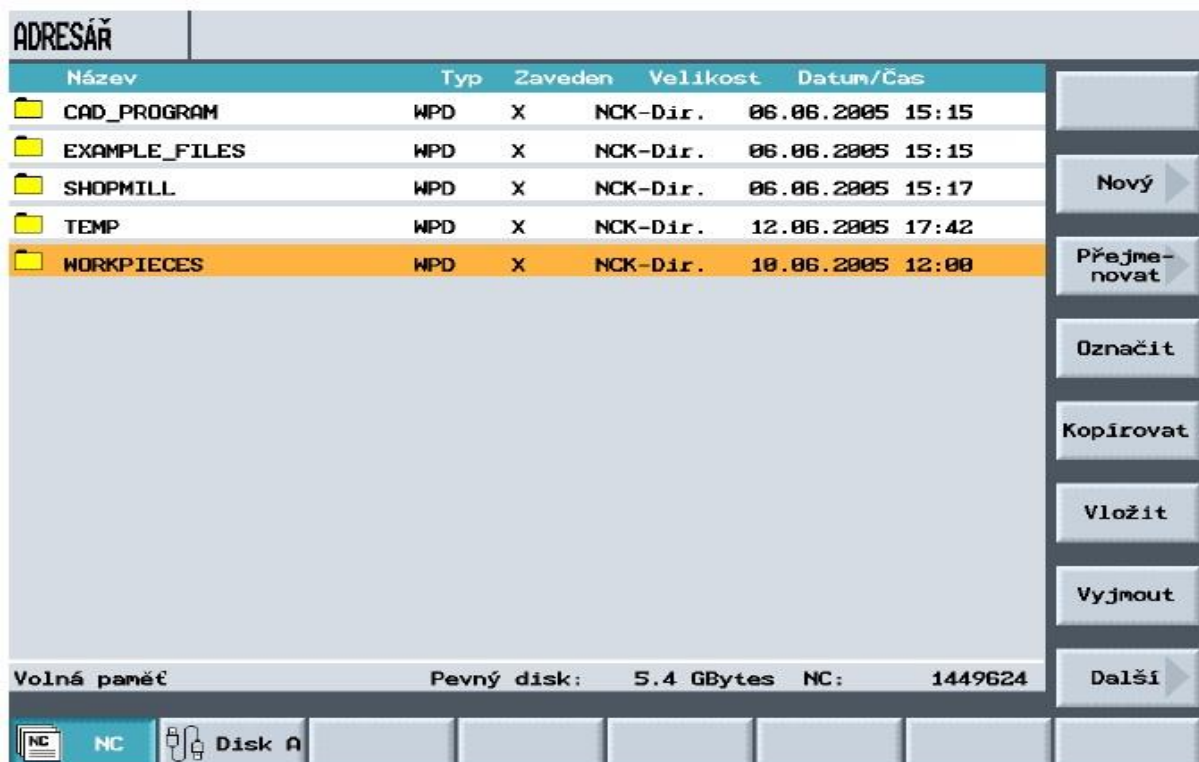 ADRESÁŘ
Název Typ Zaveden Velikost Datum/Čas
CAD_PROGRAM WPD X NCK-Dir. 06.06.2005 15:15
EXAMPLE_FILES WPD X NCK-Dir. 06.06.2005 15:15
SHOPMILL WPD X NCK-Dir. 06.06.2005 15:17
TEMP WPD X NCK-Dir. 12.06.2005 17:42
WORKPIECES WPD X NCK-Dir. 10.06.2005 12:00
Volná paměť Pevný disk: 5.4 GBytes NC: 1449624
Nový
Přejme-
novat
Označit
Kopírovat
Vložit
Vyjmout
Další
NC NC Disk A